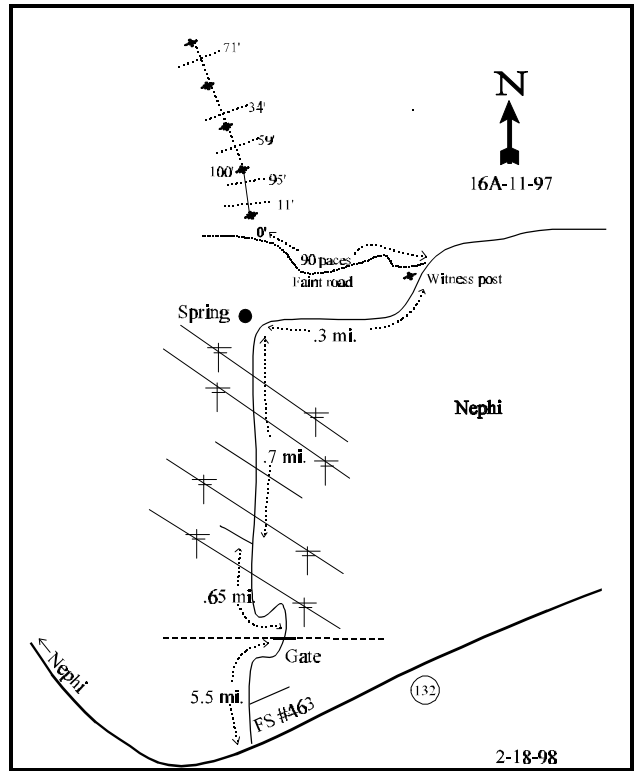 71'
N
34'
59'
100'
95'
16A-11-97
11'
0'
90 paces
Faint road
Witness post
Spring
.3 mi.
Nephi
.7 mi.
.65 mi.
←Nephi
Gate
5.5 mi.
132
FS #463
2-18-98